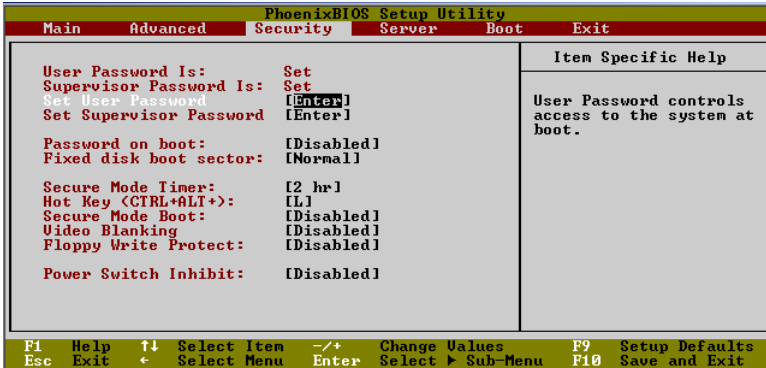 PhoenixBIOS Setup Utility
Main Advanced Security Server Boot Exit
Item Specific Help
User Password Is: Set
Supervisor Password Is: Set
Set User Password [Enter]
Set Supervisor Password [Enter]
Password on boot: [Disabled]
Fixed disk boot sector: [Normal]
Secure Mode Timer: [2 hr]
Hot Key (CTRL+ALT+): [L]
Secure Mode Boot: [Disabled]
Video Blanking [Disabled]
Floppy Write Protect: [Disabled]
Power Switch Inhibit: [Disabled]
User Password controls
access to the system at
boot.
F1 Help ↑↓ Select Item -/+ Change Values F9 Setup Defaults
Esc Exit ← Select Menu Enter Select ▶ Sub-Menu F10 Save and Exit